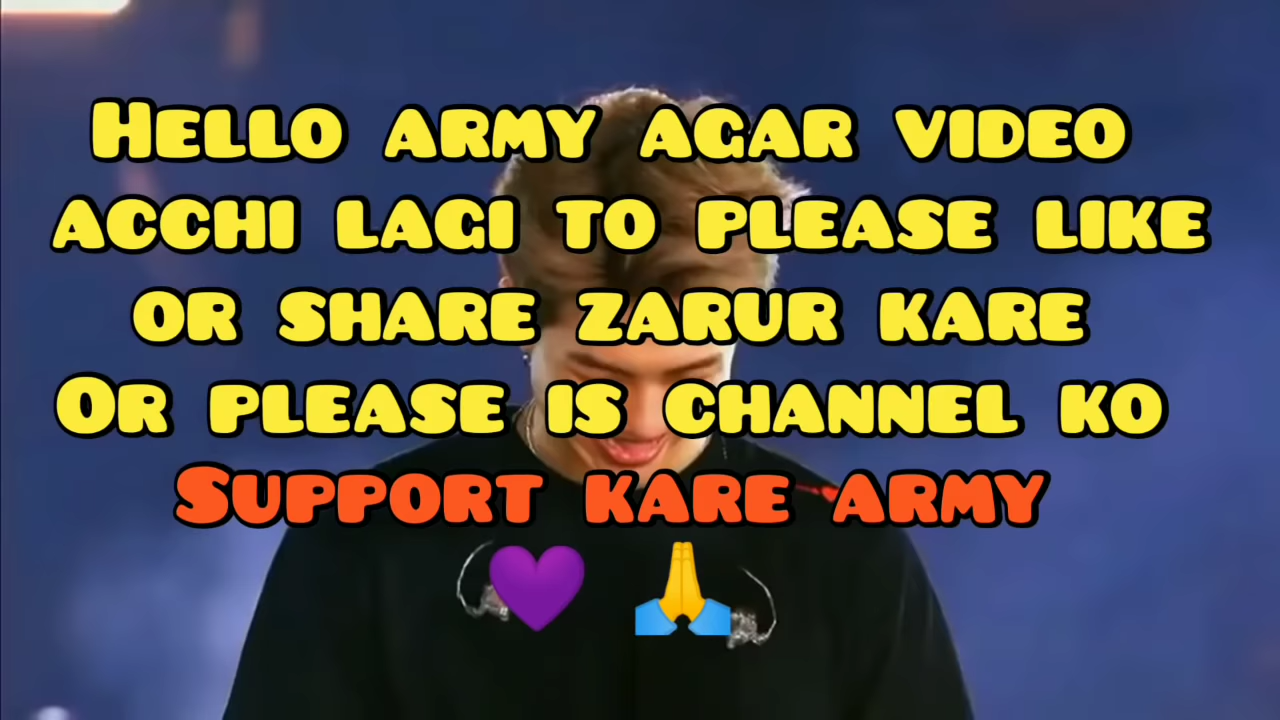 Hello army agar video
acchi lagi to please like
or share zarur kare
Or please is channel ko
Support kare army
💜 🙏